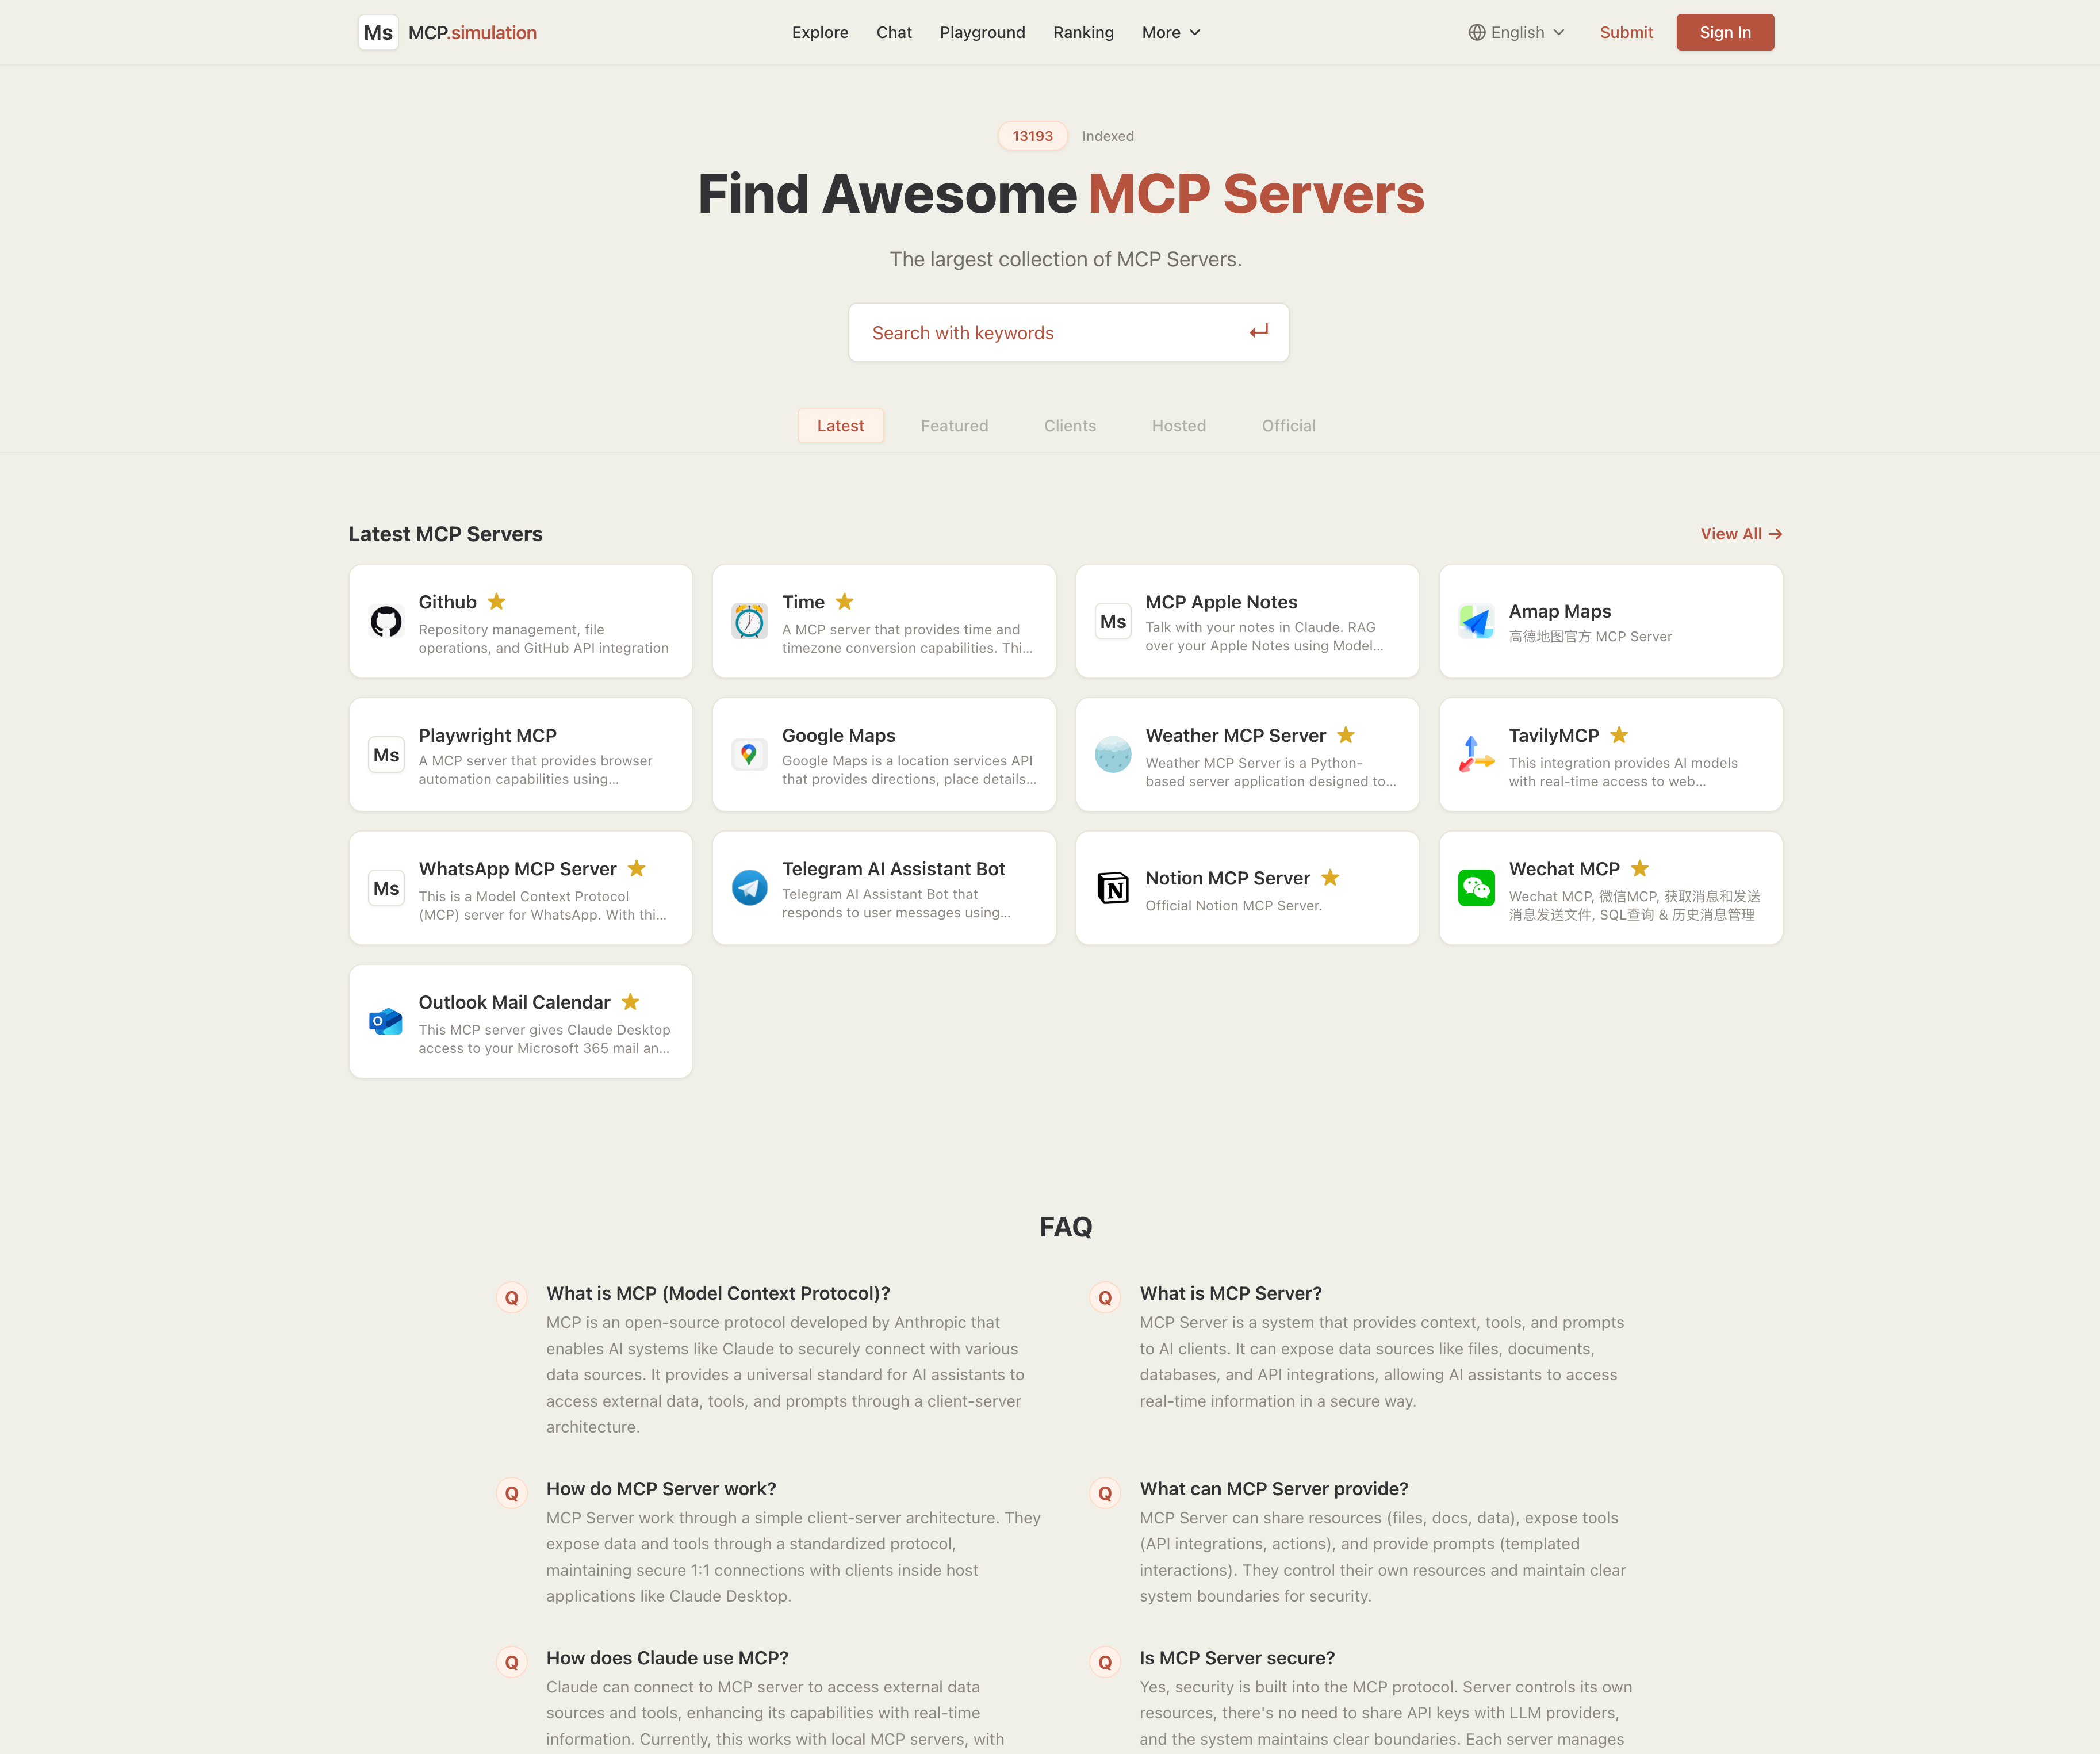 Ms MCP.simulation Explore Chat Playground Ranking More English Submit Sign In
13193 Indexed
Find Awesome MCP Servers
The largest collection of MCP Servers.
Search with keywords
Latest Featured Clients Hosted Official
Latest MCP Servers View All →
Github
Repository management, file
operations, and GitHub API integration
Time
A MCP server that provides time and
timezone conversion capabilities. Thi...
Ms
MCP Apple Notes
Talk with your notes in Claude. RAG
over your Apple Notes using Model...
Amap Maps
高德地图官方 MCP Server
Ms
Playwright MCP
A MCP server that provides browser
automation capabilities using...
Google Maps
Google Maps is a location services API
that provides directions, place details...
Weather MCP Server
Weather MCP Server is a Python-
based server application designed to...
TavilyMCP
This integration provides AI models
with real-time access to web...
Ms
WhatsApp MCP Server
This is a Model Context Protocol
(MCP) server for WhatsApp. With thi...
Telegram AI Assistant Bot
Telegram AI Assistant Bot that
responds to user messages using...
N
Notion MCP Server
Official Notion MCP Server.
Wechat MCP
Wechat MCP, 微信MCP, 获取消息和发送
消息发送文件, SQL查询 & 历史消息管理
O
Outlook Mail Calendar
This MCP server gives Claude Desktop
access to your Microsoft 365 mail an...
FAQ
Q
What is MCP (Model Context Protocol)?
MCP is an open-source protocol developed by Anthropic that
enables AI systems like Claude to securely connect with various
data sources. It provides a universal standard for AI assistants to
access external data, tools, and prompts through a client-server
architecture.
Q
What is MCP Server?
MCP Server is a system that provides context, tools, and prompts
to AI clients. It can expose data sources like files, documents,
databases, and API integrations, allowing AI assistants to access
real-time information in a secure way.
Q
How do MCP Server work?
MCP Server work through a simple client-server architecture. They
expose data and tools through a standardized protocol,
maintaining secure 1:1 connections with clients inside host
applications like Claude Desktop.
Q
What can MCP Server provide?
MCP Server can share resources (files, docs, data), expose tools
(API integrations, actions), and provide prompts (templated
interactions). They control their own resources and maintain clear
system boundaries for security.
Q
How does Claude use MCP?
Claude can connect to MCP server to access external data
sources and tools, enhancing its capabilities with real-time
information. Currently, this works with local MCP servers, with
Q
Is MCP Server secure?
Yes, security is built into the MCP protocol. Server controls its own
resources, there's no need to share API keys with LLM providers,
and the system maintains clear boundaries. Each server manages